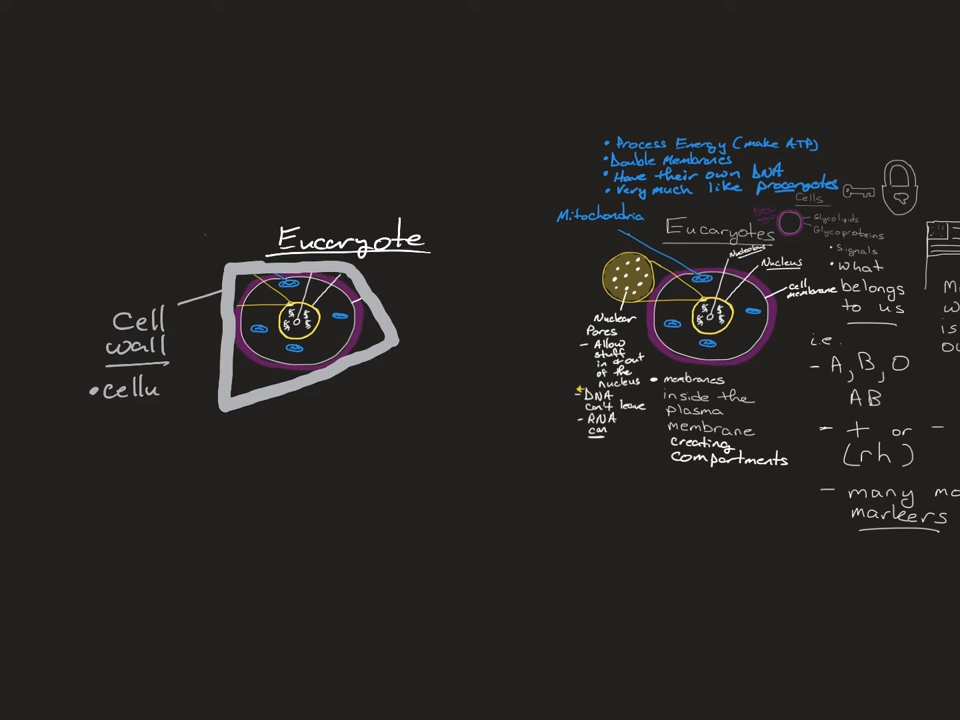 Eucaryote
Cell
wall
•cellu
•Process Energy (make ATP)
•Double Membranes
•Have their own DNA
•Very much like procaryotes
Mitochondria
Eucaryotes
Nucleolus
Nucleus
cell
membrane
Nuclear
Pores
- Allow
stuff
in & out
of the
nucleus
- DNA
can't leave
- RNA
can
• membranes
inside the
plasma
membrane
creating
compartments
Cells
Glycolipids
Glycoproteins
• Signals
• what
belongs
to us
i.e.
- A, B, O
AB
- + or -
(rh)
- many mo
markers
M
w
is